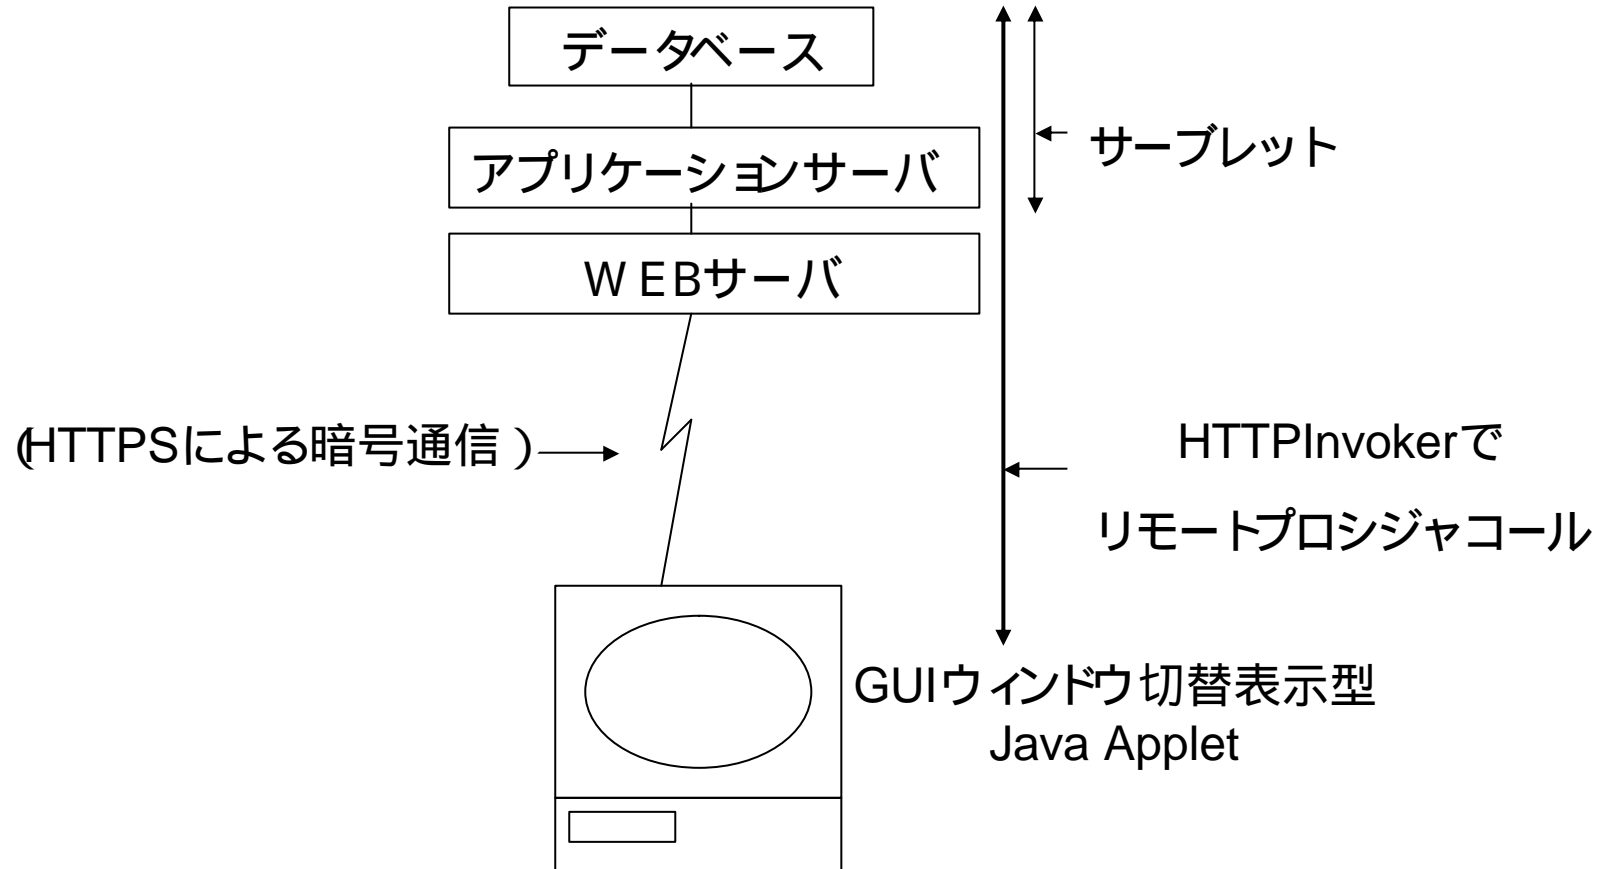 データベース
アプリケーションサーバ
サーブレット
WEBサーバ
(HTTPSによる暗号通信)
HTTPInvokerで
リモートプロシジャコール
GUIウィンドウ切替表示型
Java Applet